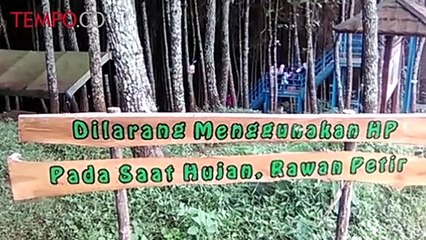 TEMPO.CO
Dilarang Menggunakan HP
Pada Saat Hujan, Rawan Petir